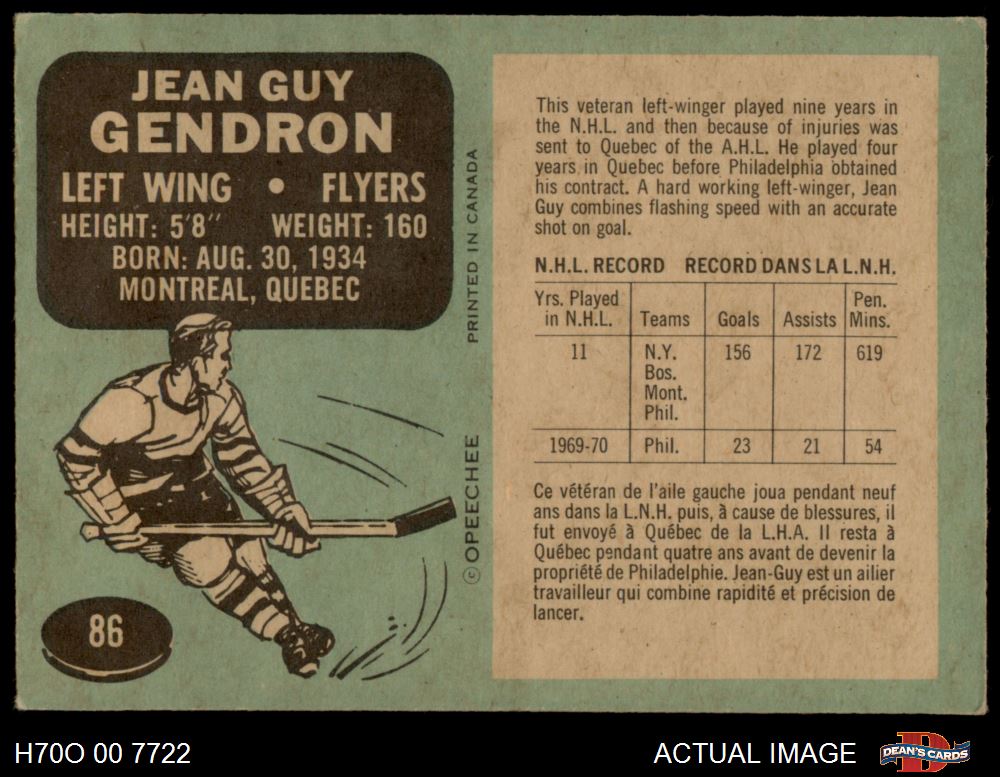 JEAN GUY
GENDRON
LEFT WING • FLYERS
HEIGHT: 5'8" WEIGHT: 160
BORN: AUG. 30, 1934
MONTREAL, QUEBEC
86
© OPEECHEE PRINTED IN CANADA
This veteran left-winger played nine years in
the N.H.L. and then because of injuries was
sent to Quebec of the A.H.L. He played four
years in Quebec before Philadelphia obtained
his contract. A hard working left-winger, Jean
Guy combines flashing speed with an accurate
shot on goal.
N.H.L. RECORD RECORD DANS LA L.N.H.
Yrs. Played Pen.
in N.H.L. Teams Goals Assists Mins.
11 N.Y. 156 172 619
Bos.
Mont.
Phil.
1969-70 Phil. 23 21 54
Ce vétéran de l'aile gauche joua pendant neuf
ans dans la L.N.H. puis, à cause de blessures, il
fut envoyé à Québec de la L.H.A. Il resta à
Québec pendant quatre ans avant de devenir la
propriété de Philadelphie. Jean-Guy est un ailier
travailleur qui combine rapidité et précision de
lancer.
H70O 00 7722 ACTUAL IMAGE DEAN'S CARDS